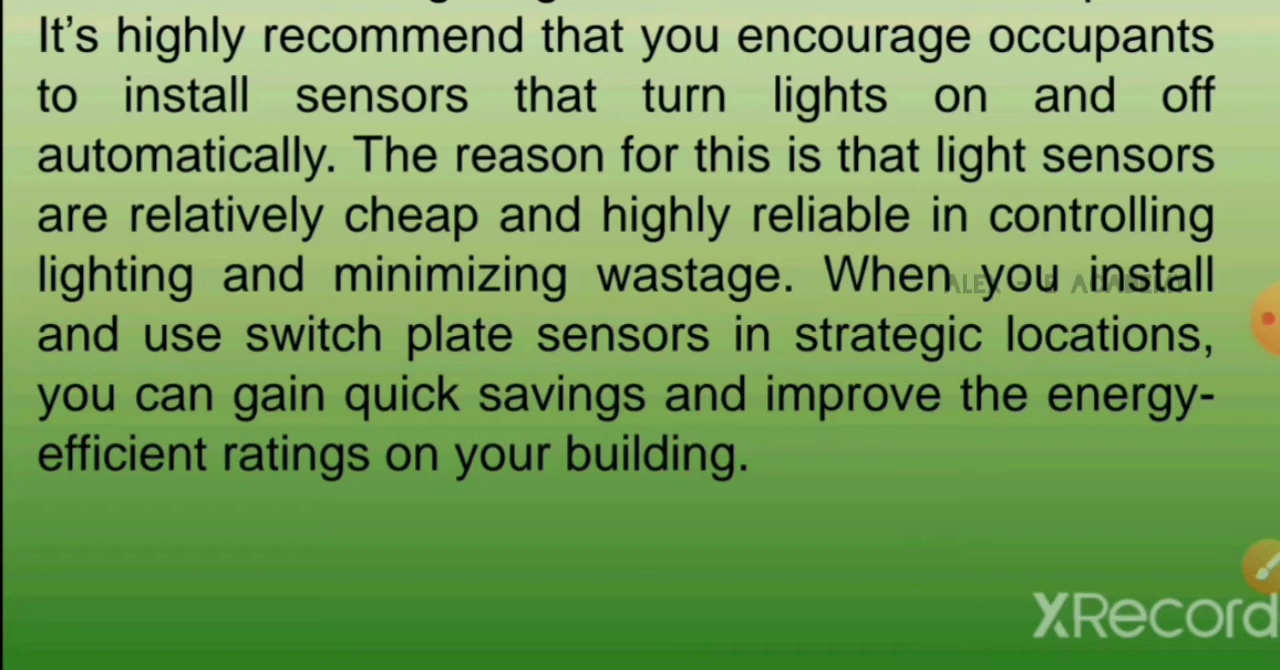 It’s highly recommend that you encourage occupants
to install sensors that turn lights on and off
automatically. The reason for this is that light sensors
are relatively cheap and highly reliable in controlling
lighting and minimizing wastage. When you install
ALEX - E ACADEMY
and use switch plate sensors in strategic locations,
you can gain quick savings and improve the energy-
efficient ratings on your building.
XRecord